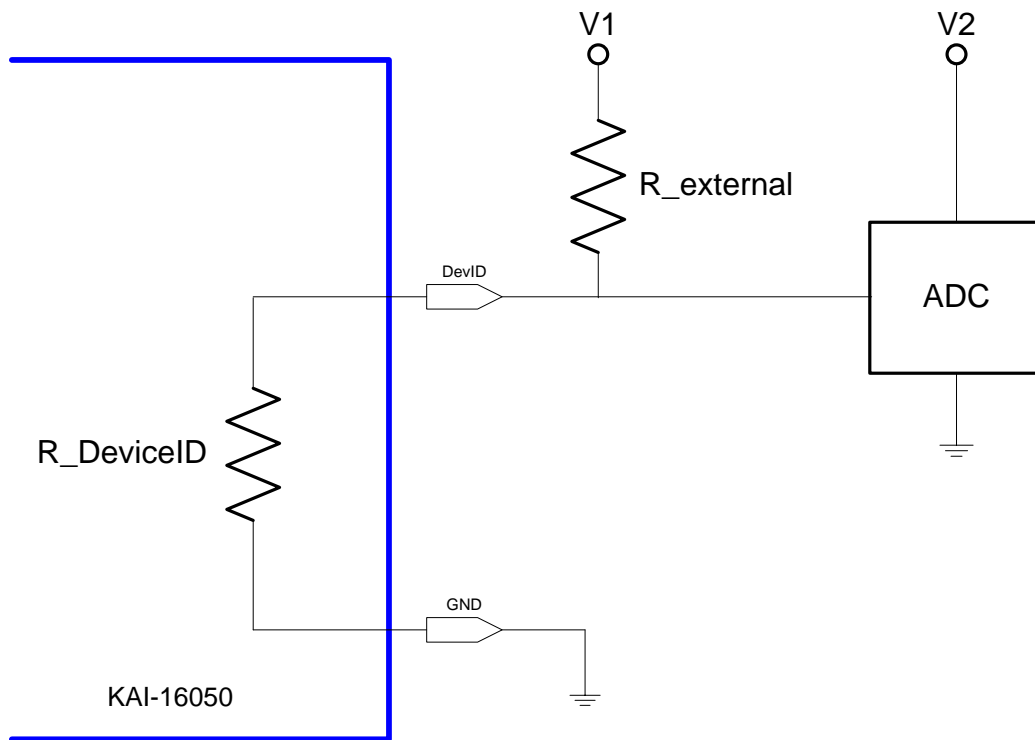 V1
V2
R_external
DevID
ADC
R_DeviceID
GND
KAI-16050